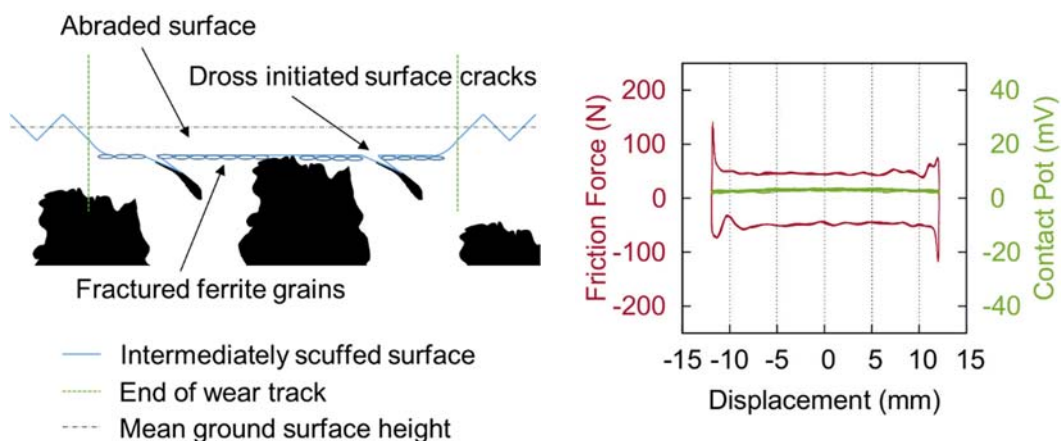 Abraded surface
Dross initiated surface cracks
Fractured ferrite grains
Intermediately scuffed surface
End of wear track
Mean ground surface height
Friction Force (N)
200
100
0
-100
-200
Contact Pot (mV)
40
20
0
-20
-40
-15 -10 -5 0 5 10 15
Displacement (mm)